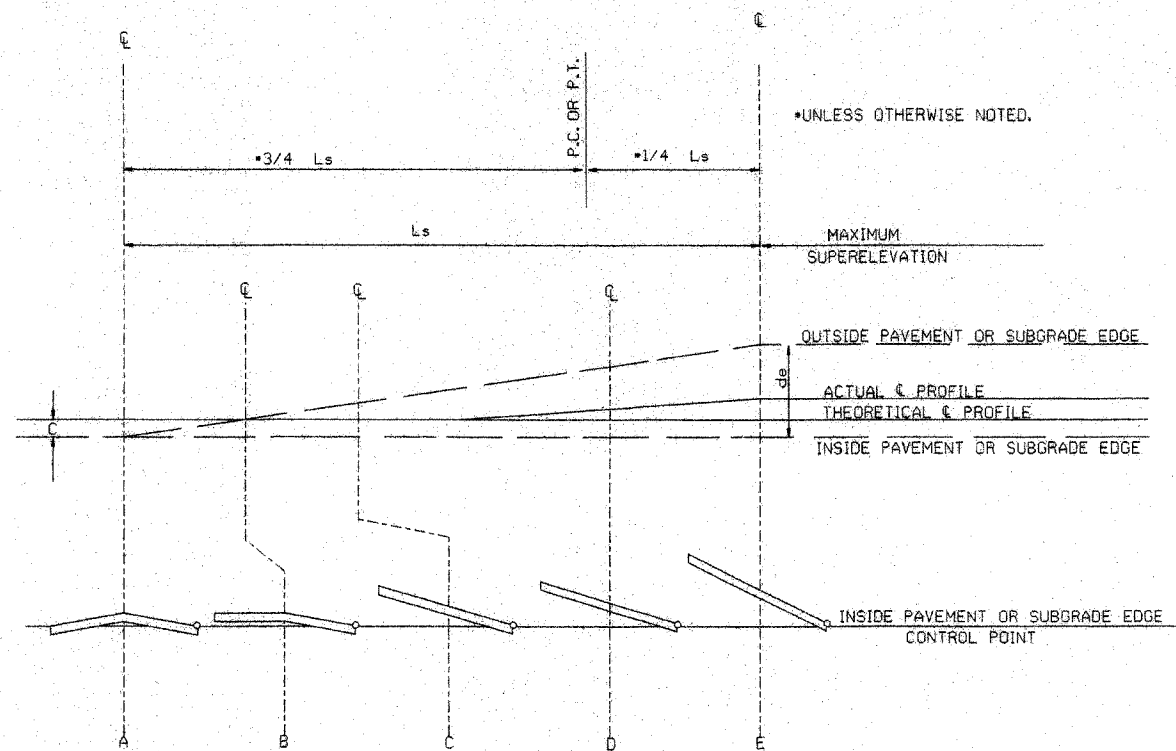 ℄
℄
P.C. OR P.T.
*UNLESS OTHERWISE NOTED.
*3/4 Ls
*1/4 Ls
Ls
MAXIMUM
SUPERELEVATION
℄
℄
℄
OUTSIDE PAVEMENT OR SUBGRADE EDGE
de
ACTUAL ℄ PROFILE
THEORETICAL ℄ PROFILE
C
INSIDE PAVEMENT OR SUBGRADE EDGE
INSIDE PAVEMENT OR SUBGRADE EDGE
CONTROL POINT
A
B
C
D
E